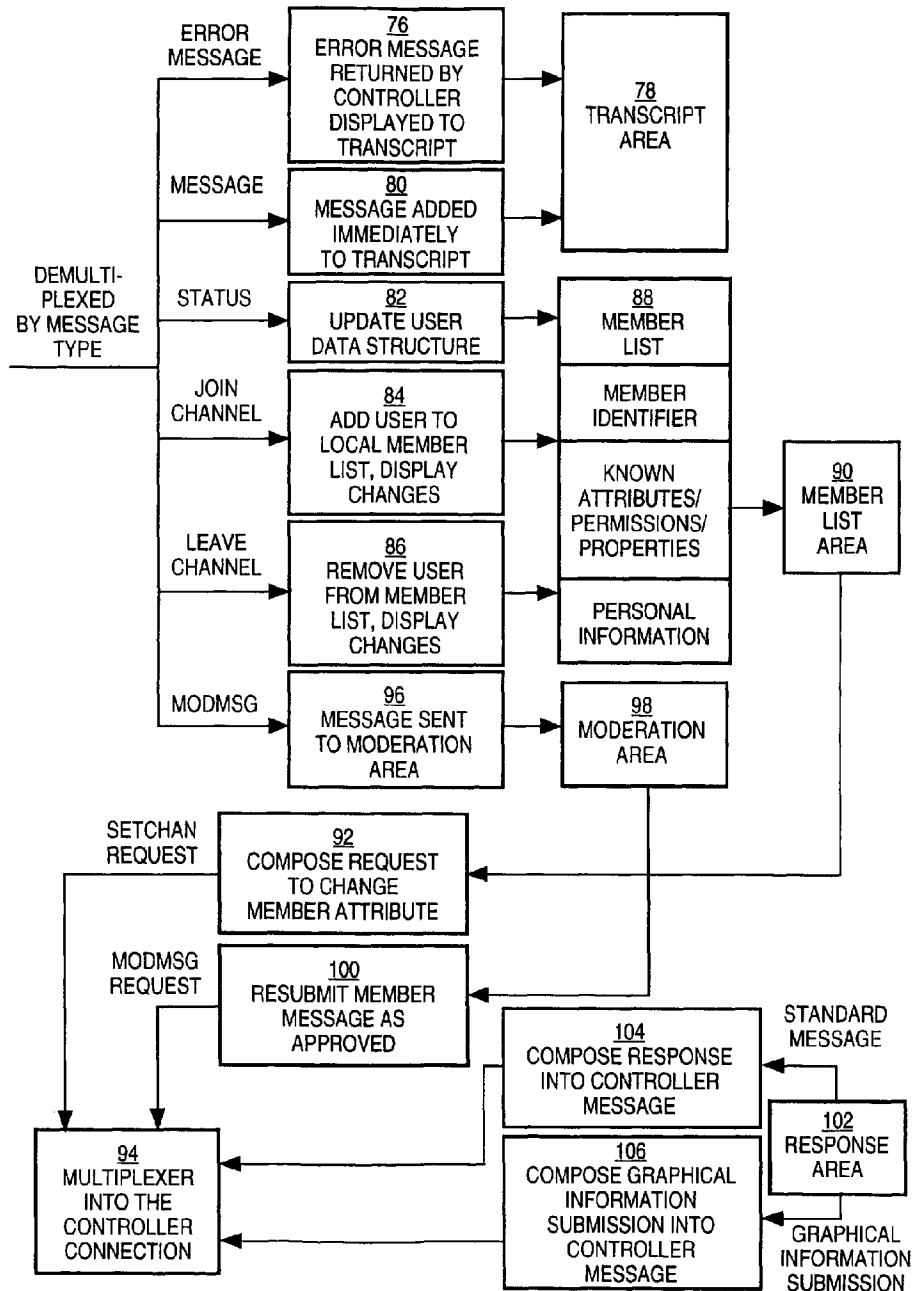 ERROR
MESSAGE
76
ERROR MESSAGE
RETURNED BY
CONTROLLER
DISPLAYED TO
TRANSCRIPT
78
TRANSCRIPT
AREA
MESSAGE
80
MESSAGE ADDED
IMMEDIATELY
TO TRANSCRIPT
DEMULTI-
PLEXED
BY MESSAGE
TYPE
STATUS
82
UPDATE USER
DATA STRUCTURE
88
MEMBER
LIST
MEMBER
IDENTIFIER
KNOWN
ATTRIBUTES/
PERMISSIONS/
PROPERTIES
PERSONAL
INFORMATION
JOIN
CHANNEL
84
ADD USER TO
LOCAL MEMBER
LIST, DISPLAY
CHANGES
90
MEMBER
LIST AREA
LEAVE
CHANNEL
86
REMOVE USER
FROM MEMBER
LIST, DISPLAY
CHANGES
MODMSG
96
MESSAGE SENT
TO MODERATION
AREA
98
MODERATION
AREA
SETCHAN
REQUEST
92
COMPOSE REQUEST
TO CHANGE
MEMBER ATTRIBUTE
MODMSG
REQUEST
100
RESUBMIT MEMBER
MESSAGE AS
APPROVED
STANDARD
MESSAGE
104
COMPOSE RESPONSE
INTO CONTROLLER
MESSAGE
102
RESPONSE
AREA
94
MULTIPLEXER
INTO THE
CONTROLLER
CONNECTION
106
COMPOSE GRAPHICAL
INFORMATION
SUBMISSION INTO
CONTROLLER
MESSAGE
GRAPHICAL
INFORMATION
SUBMISSION